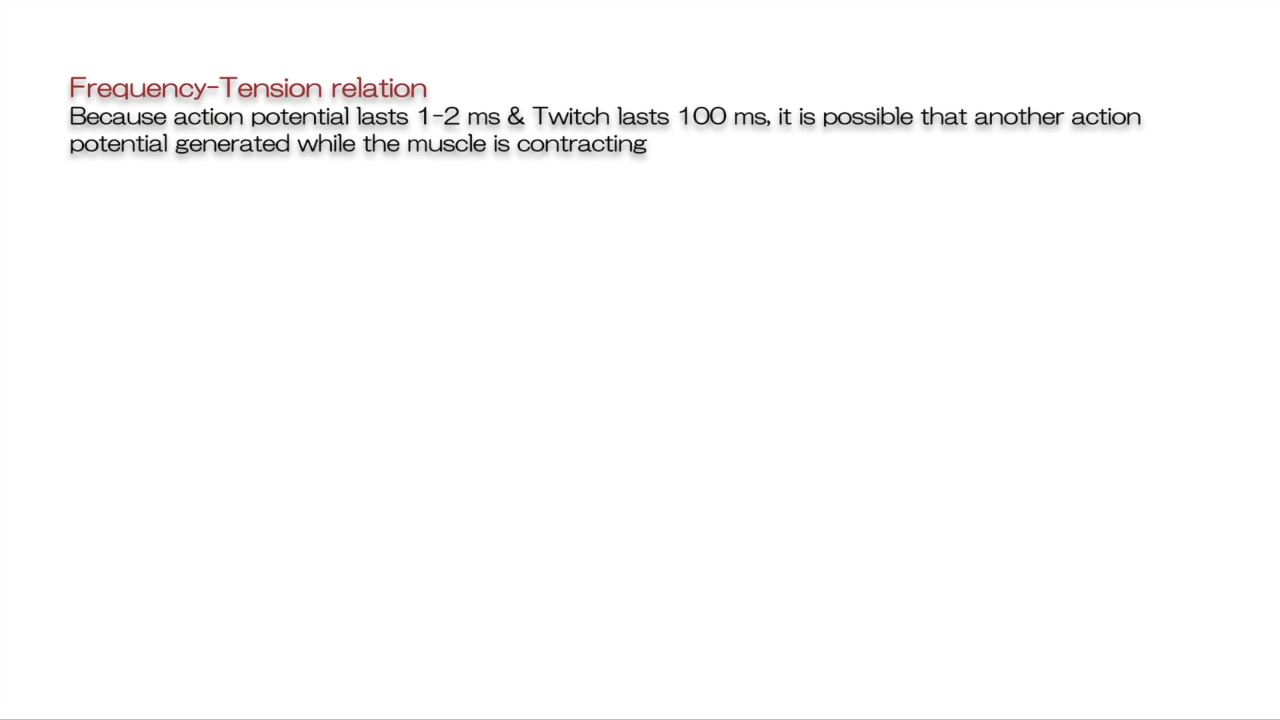 Frequency-Tension relation
Because action potential lasts 1-2 ms & Twitch lasts 100 ms, it is possible that another action
potential generated while the muscle is contracting